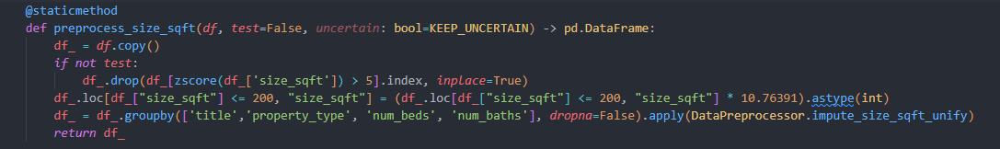 @staticmethod
def preprocess_size_sqft(df, test=False, uncertain: bool=KEEP_UNCERTAIN) -> pd.DataFrame:
    df_ = df.copy()
    if not test:
        df_.drop(df_[zscore(df_['size_sqft']) > 5].index, inplace=True)
    df_.loc[df_["size_sqft"] <= 200, "size_sqft"] = (df_.loc[df_["size_sqft"] <= 200, "size_sqft"] * 10.76391).astype(int)
    df_ = df_.groupby(['title','property_type', 'num_beds', 'num_baths'], dropna=False).apply(DataPreprocessor.impute_size_sqft_unify)
    return df_